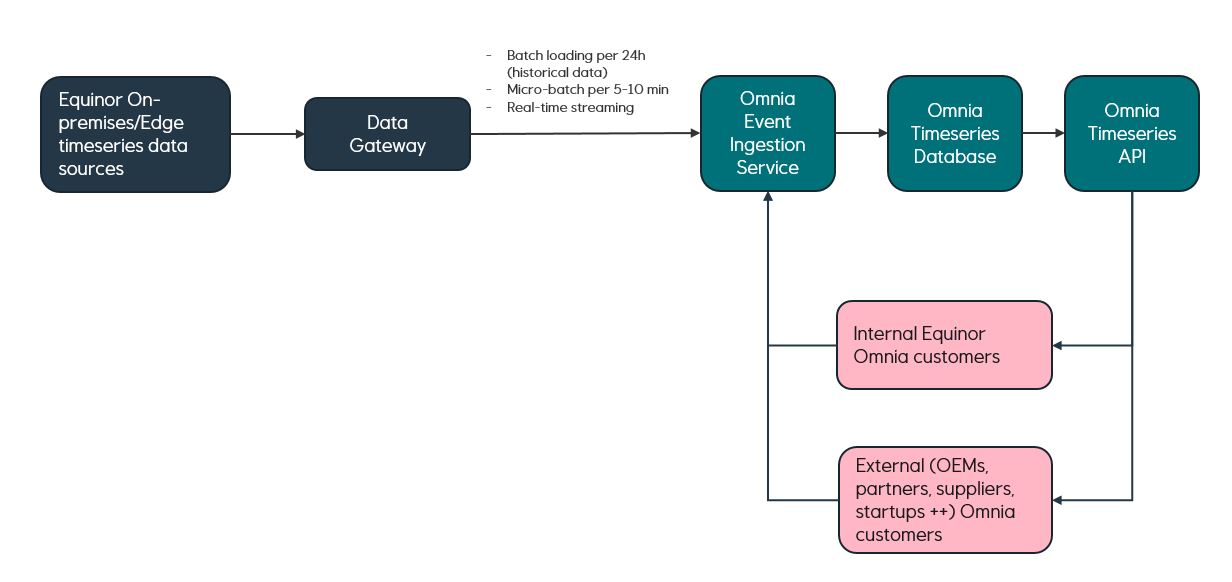 Equinor On-
premises/Edge
timeseries data
sources
Data
Gateway
- Batch loading per 24h
(historical data)
- Micro-batch per 5-10 min
- Real-time streaming
Omnia
Event
Ingestion
Service
Omnia
Timeseries
Database
Omnia
Timeseries
API
Internal Equinor
Omnia customers
External (OEMs,
partners, suppliers,
startups ++) Omnia
customers